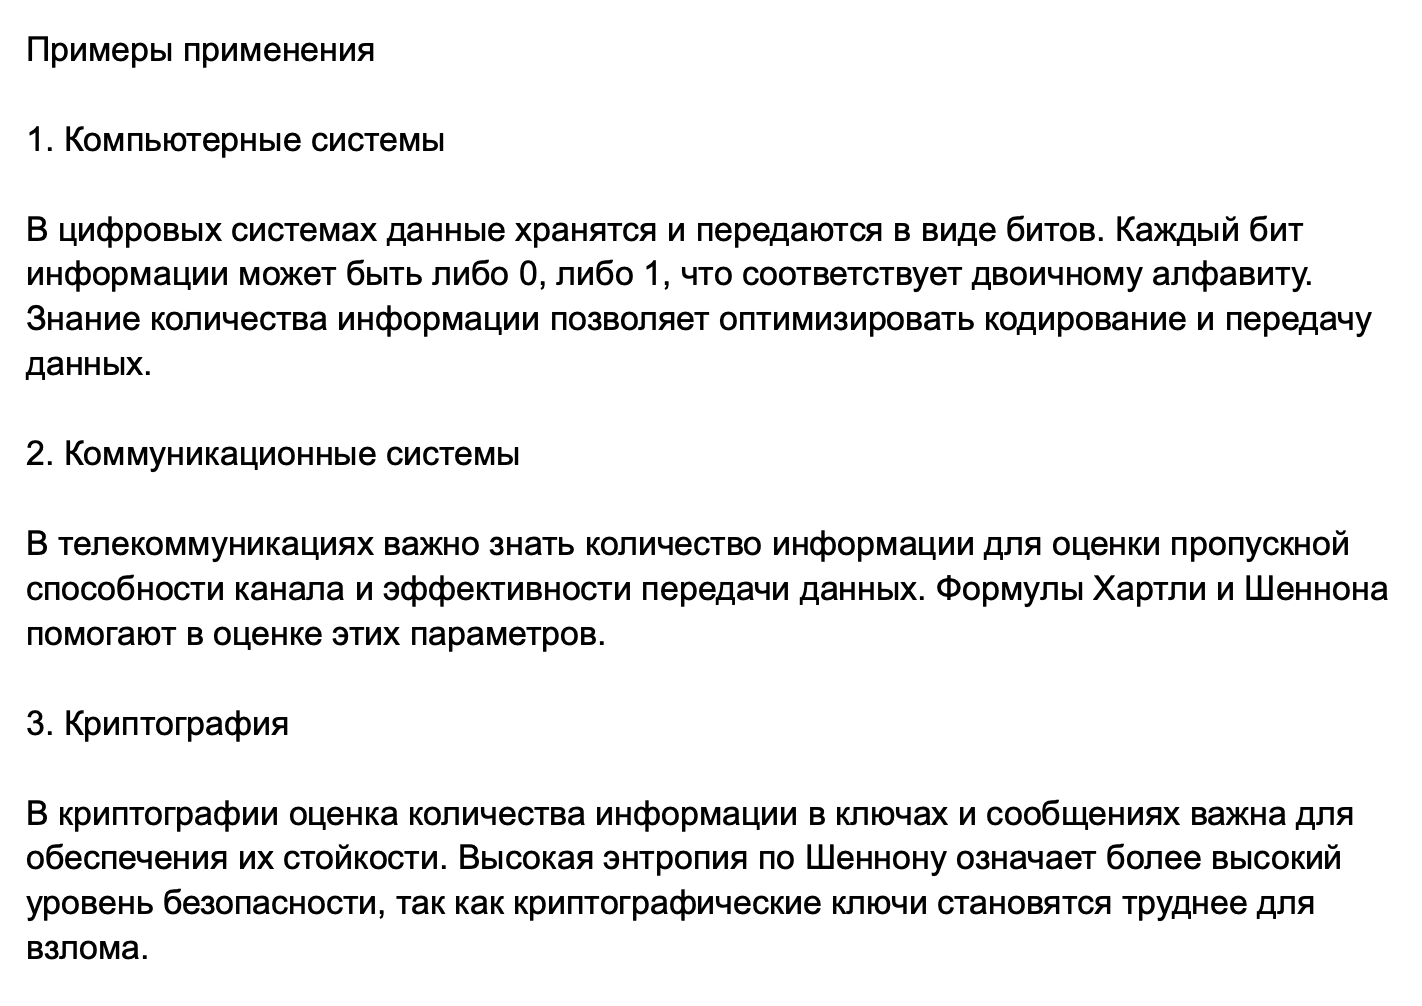 Примеры применения
1. Компьютерные системы
В цифровых системах данные хранятся и передаются в виде битов. Каждый бит
информации может быть либо 0, либо 1, что соответствует двоичному алфавиту.
Знание количества информации позволяет оптимизировать кодирование и передачу
данных.
2. Коммуникационные системы
В телекоммуникациях важно знать количество информации для оценки пропускной
способности канала и эффективности передачи данных. Формулы Хартли и Шеннона
помогают в оценке этих параметров.
3. Криптография
В криптографии оценка количества информации в ключах и сообщениях важна для
обеспечения их стойкости. Высокая энтропия по Шеннону означает более высокий
уровень безопасности, так как криптографические ключи становятся труднее для
взлома.